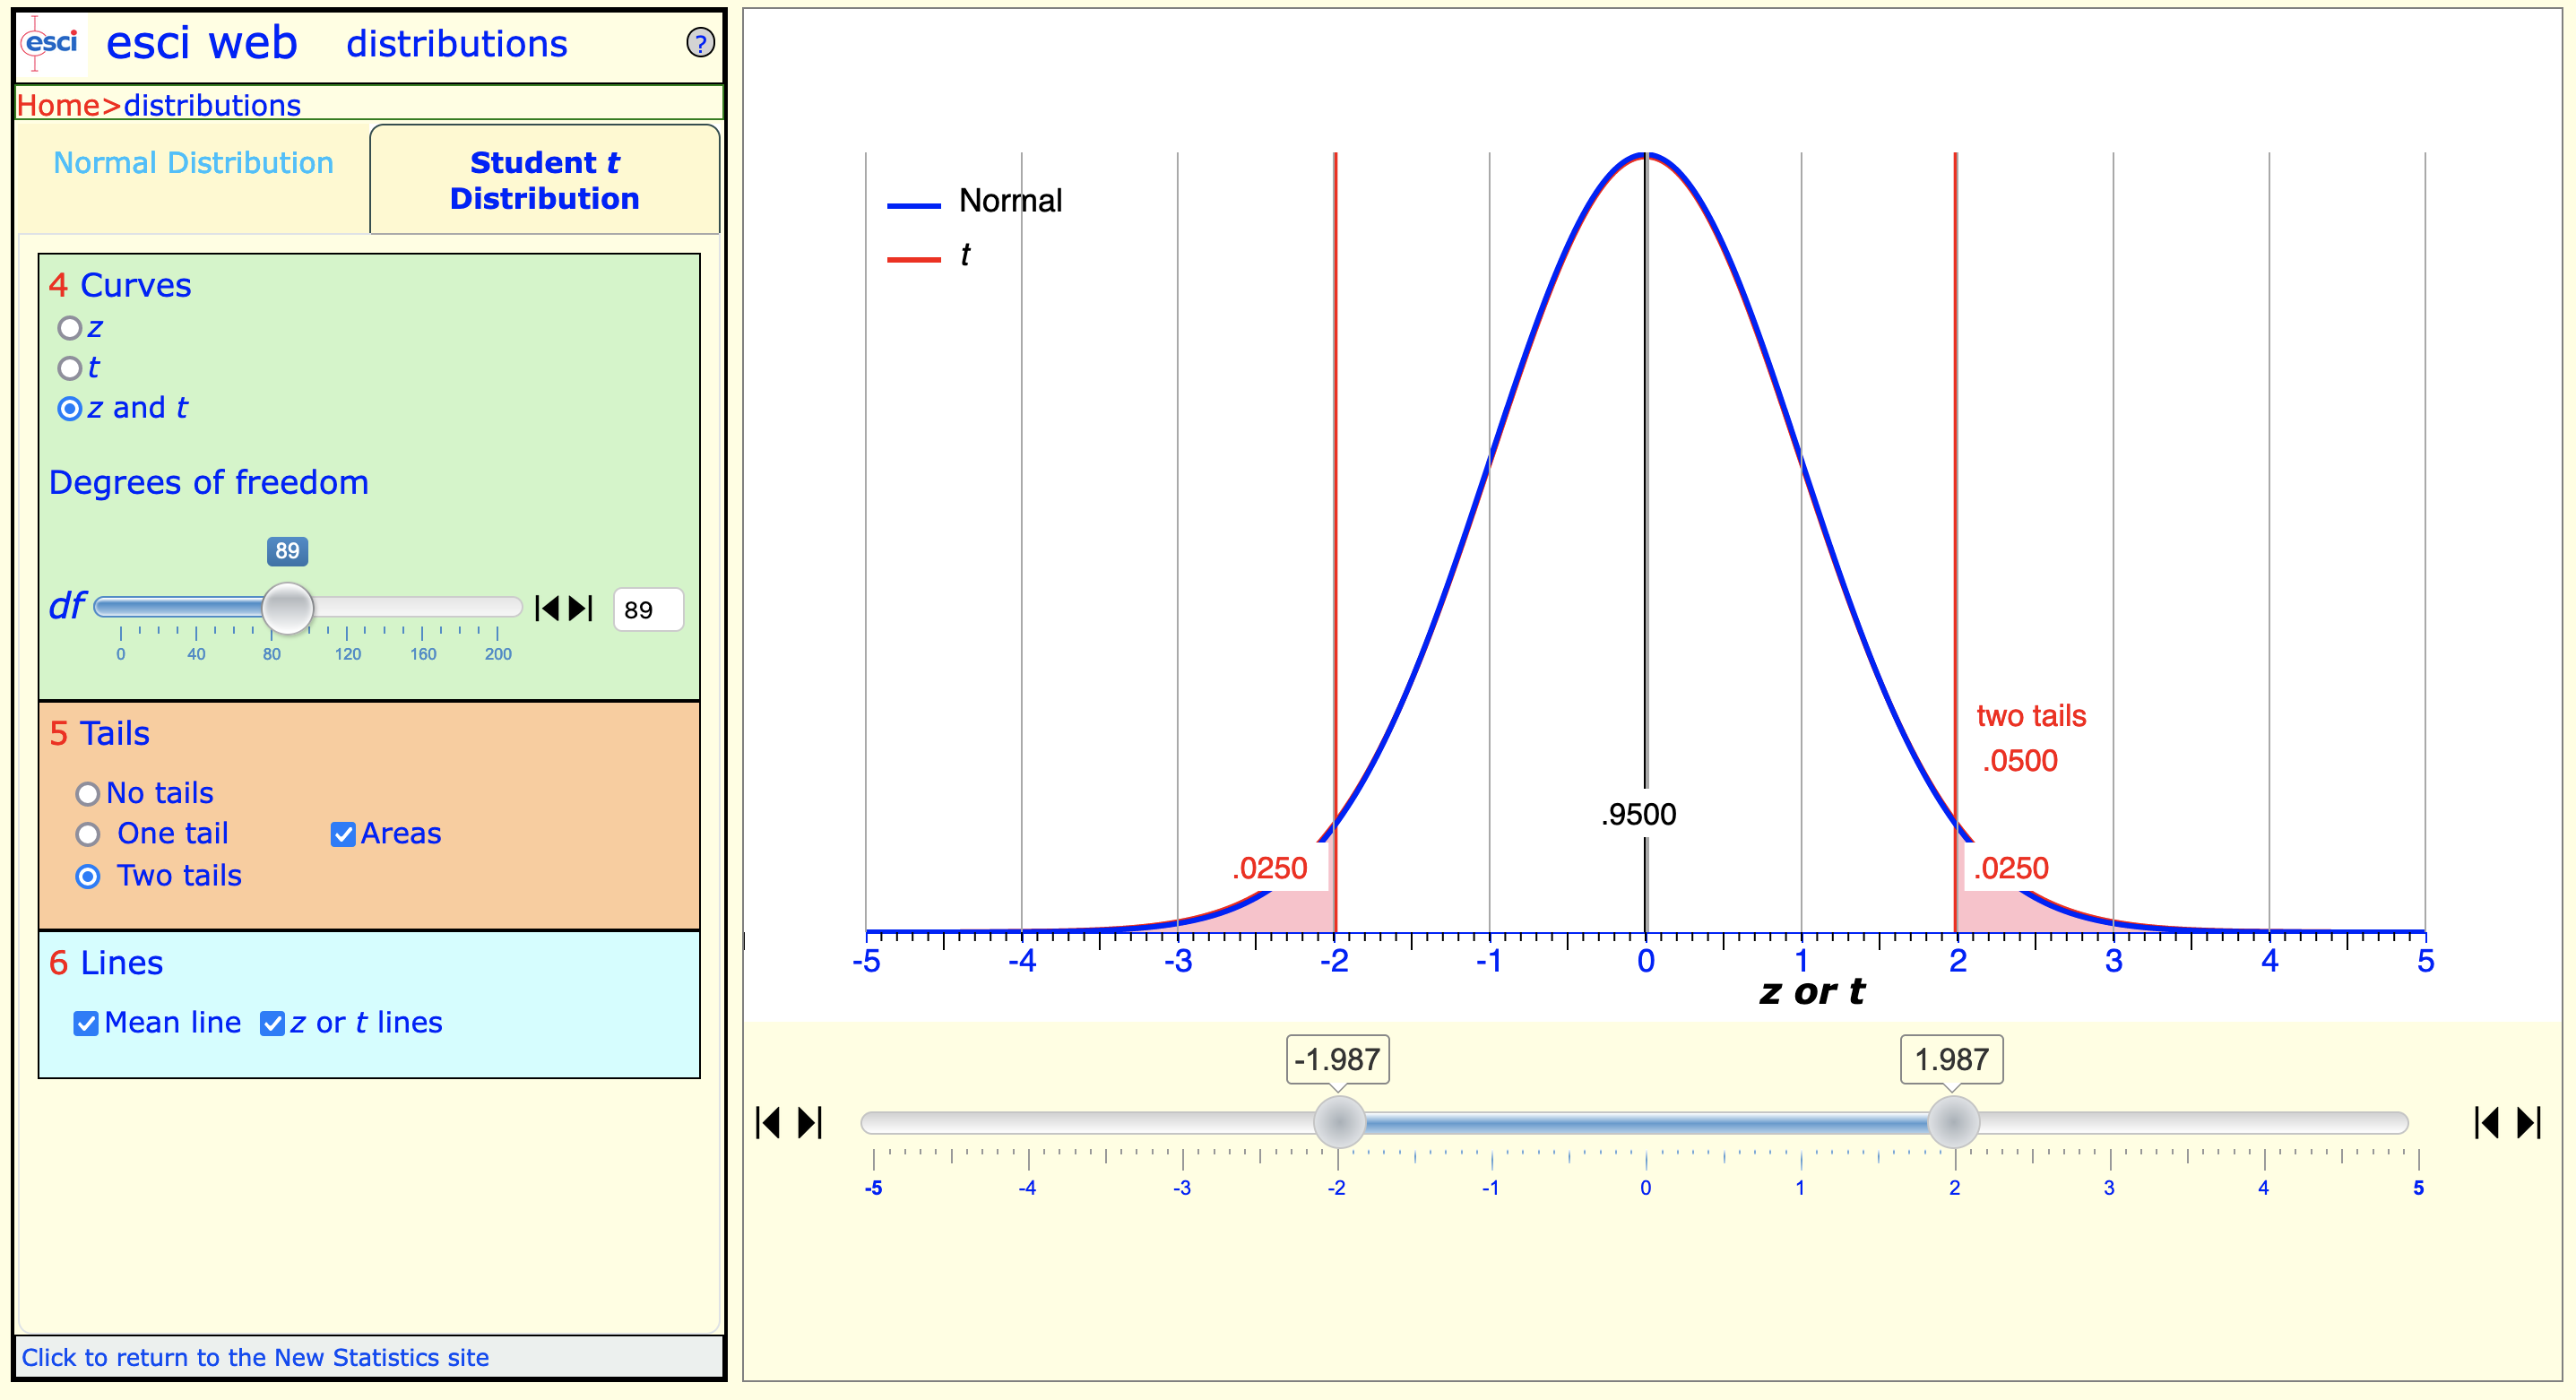 esci esci web distributions ?
Home>distributions
Normal Distribution
Student t
Distribution
4 Curves
z
t
z and t
Degrees of freedom
89
df 89
0 40 80 120 160 200
5 Tails
No tails
One tail Areas
Two tails
6 Lines
Mean line z or t lines
Click to return to the New Statistics site
Normal
t
two tails
.0500
.9500
.0250 .0250
-5 -4 -3 -2 -1 0 1 2 3 4 5
z or t
-1.987 1.987
-5 -4 -3 -2 -1 0 1 2 3 4 5